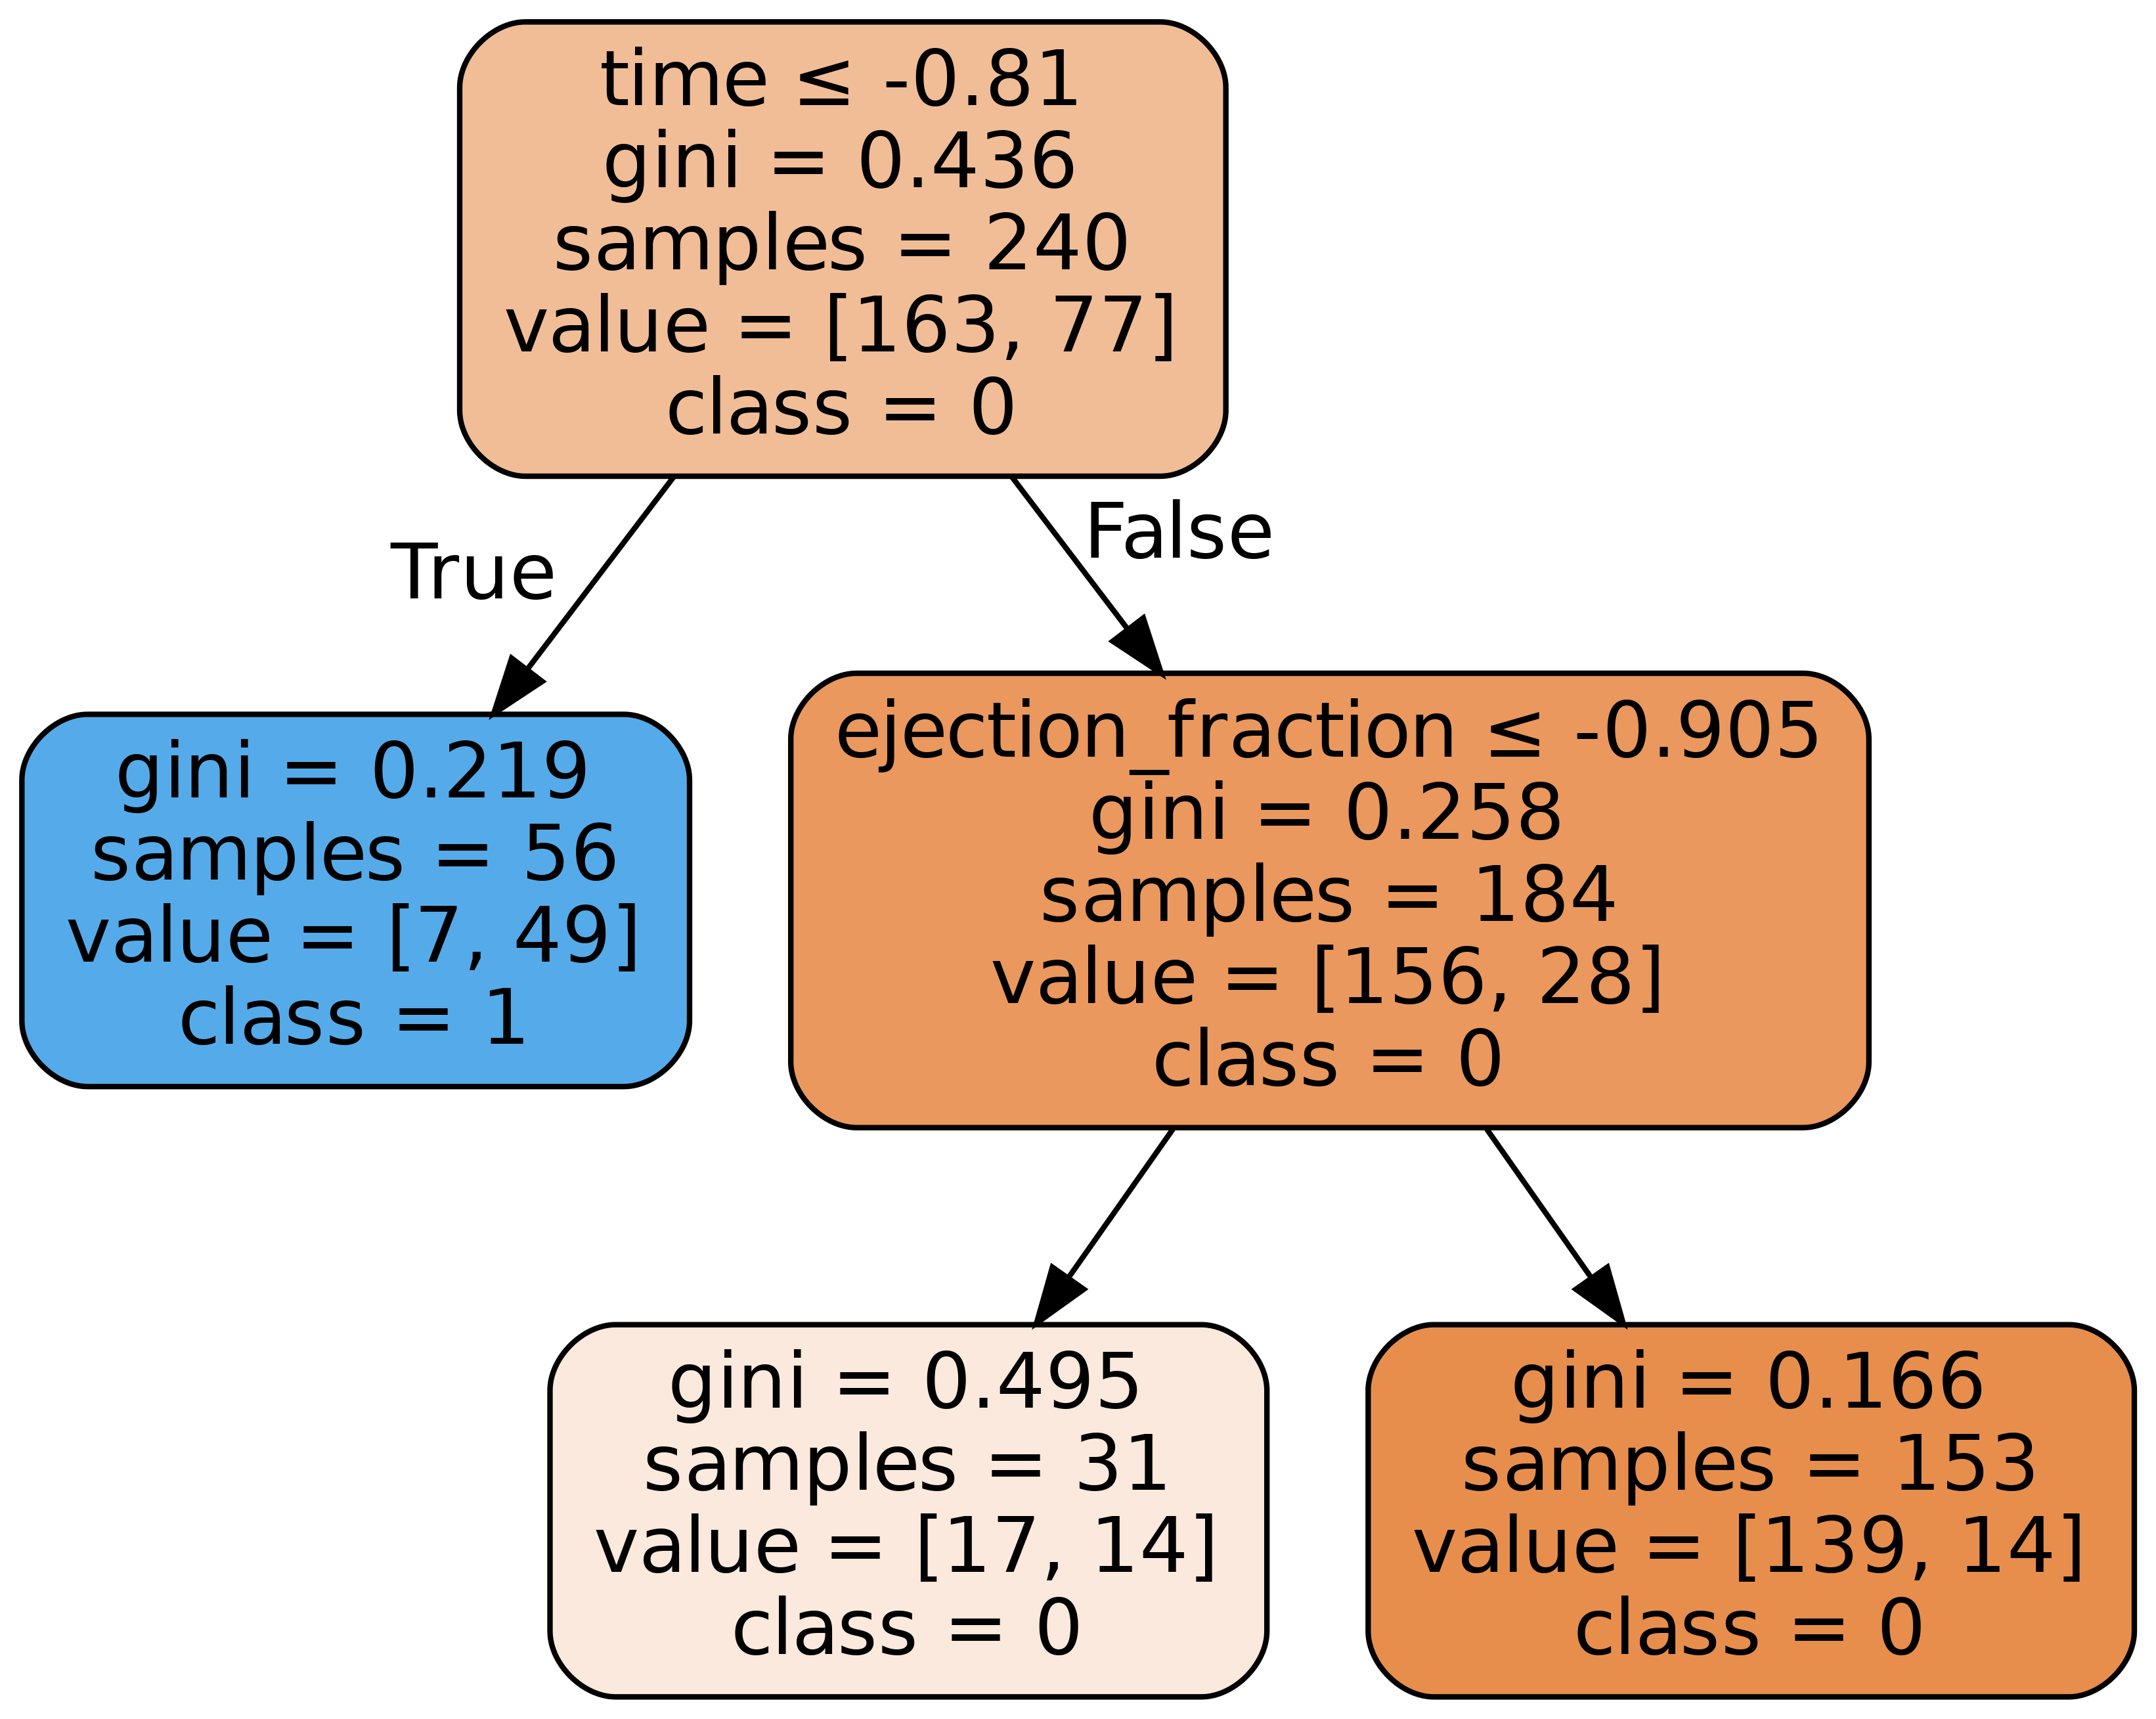 time ≤ -0.81
gini = 0.436
samples = 240
value = [163, 77]
class = 0
True
False
gini = 0.219
samples = 56
value = [7, 49]
class = 1
ejection_fraction ≤ -0.905
gini = 0.258
samples = 184
value = [156, 28]
class = 0
gini = 0.495
samples = 31
value = [17, 14]
class = 0
gini = 0.166
samples = 153
value = [139, 14]
class = 0